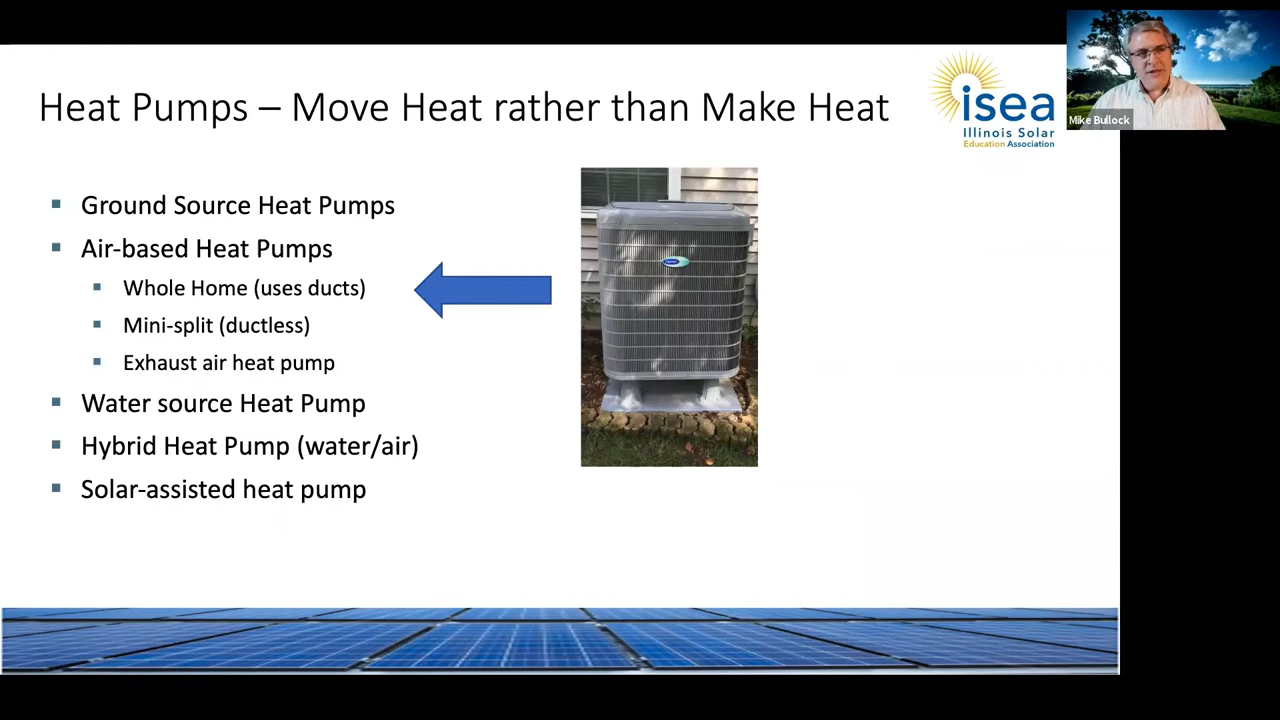 Heat Pumps – Move Heat rather than Make Heat
isea
Illinois Solar
Education Association
Mike Bullock
Ground Source Heat Pumps
Air-based Heat Pumps
Whole Home (uses ducts)
Mini-split (ductless)
Exhaust air heat pump
Water source Heat Pump
Hybrid Heat Pump (water/air)
Solar-assisted heat pump